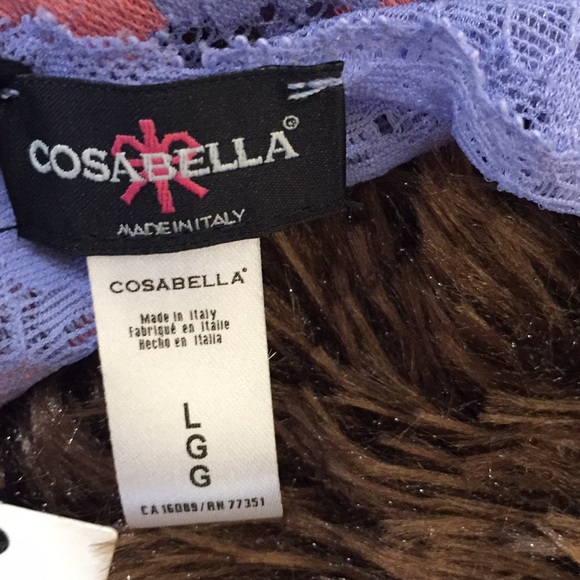 COSABELLA®
MADE IN ITALY
COSABELLA®
Made in Italy
Fabriqué en Italie
Hecho en Italia
L
G
G
CA 16089/RN 77351